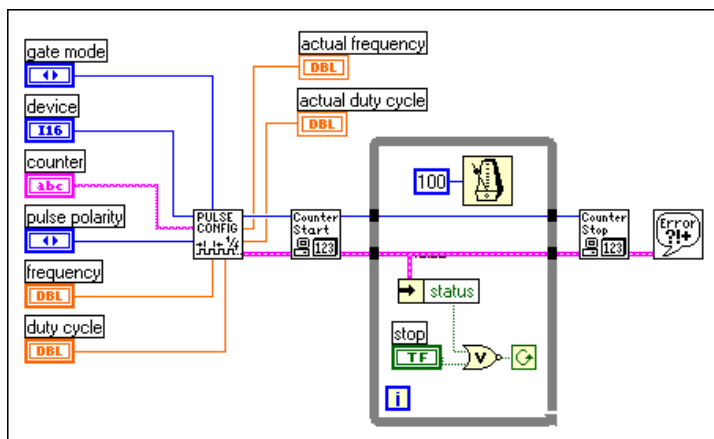 gate mode
device
I16
counter
abc
pulse polarity
frequency
DBL
duty cycle
DBL
actual frequency
DBL
actual duty cycle
DBL
PULSE
CONFIG
Counter
Start
123
100
status
stop
TF
V
i
Counter
Stop
123
Error
?!+